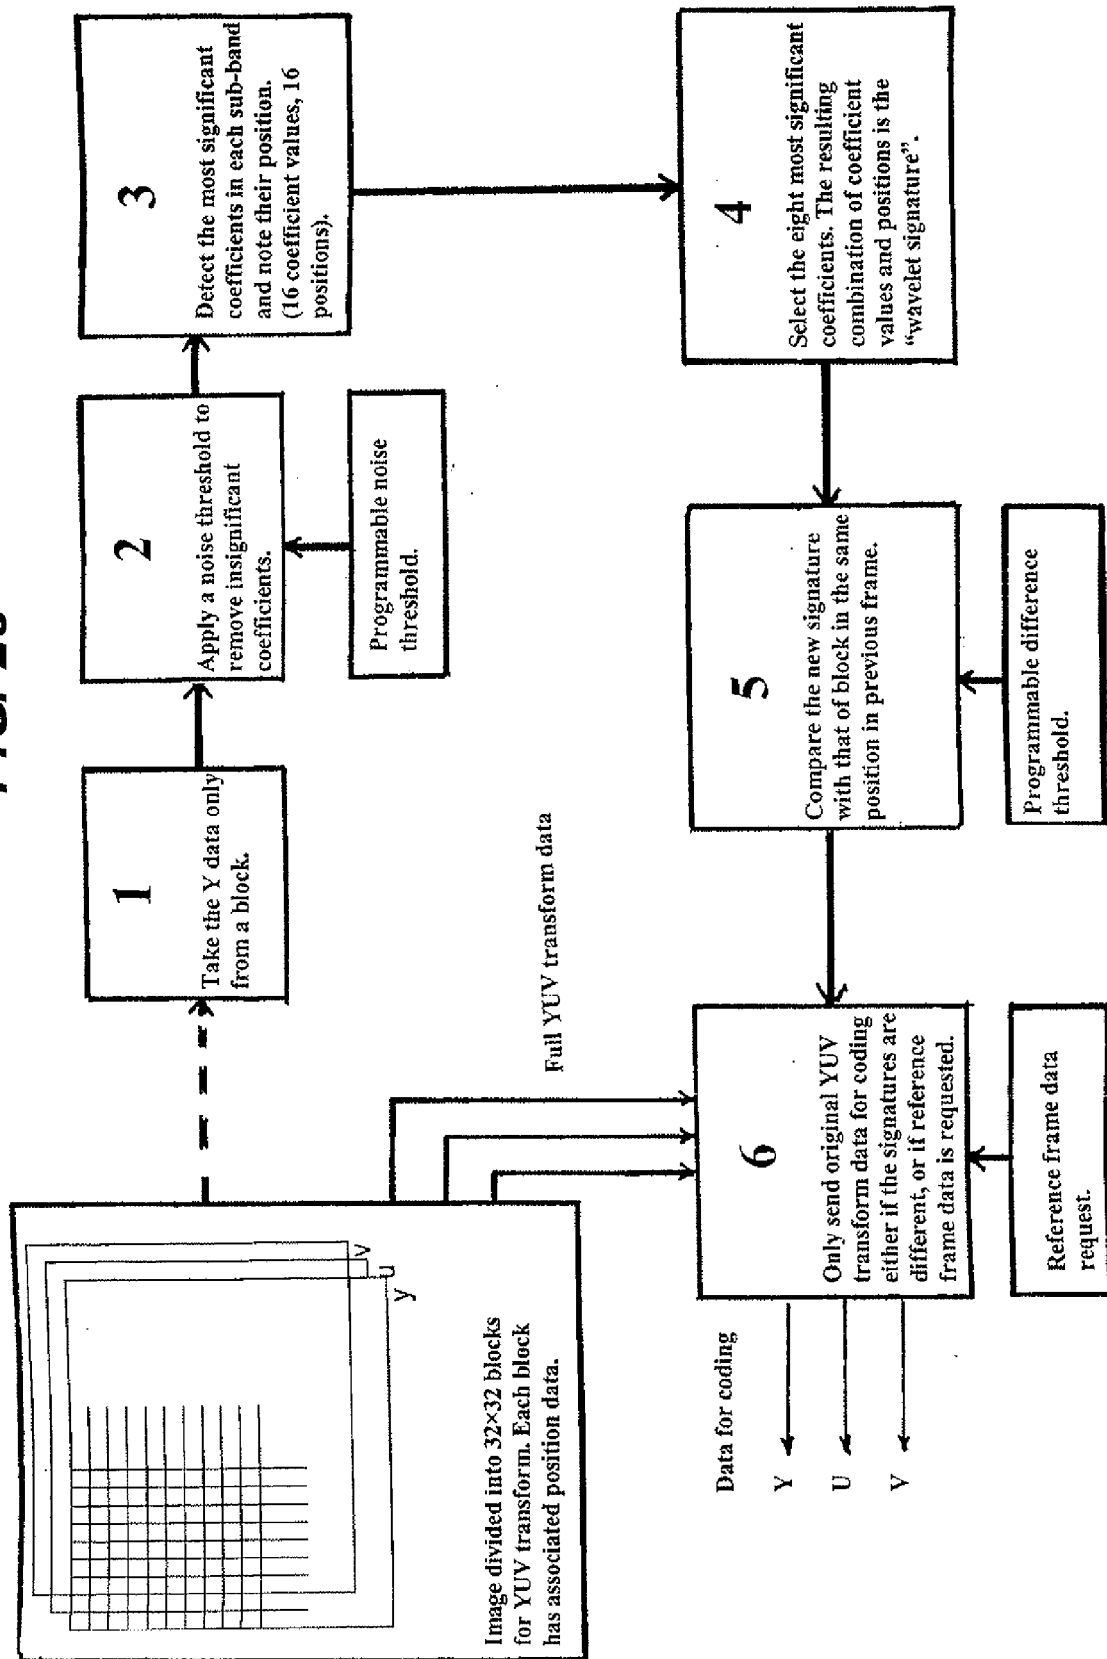 Image divided into 32×32 blocks
for YUV transform. Each block
has associated position data.
y
u
v
1
Take the Y data only
from a block.
2
Apply a noise threshold to
remove insignificant
coefficients.
Programmable noise
threshold.
3
Detect the most significant
coefficients in each sub-band
and note their position.
(16 coefficient values, 16
positions).
4
Select the eight most significant
coefficients. The resulting
combination of coefficient
values and positions is the
“wavelet signature”.
5
Compare the new signature
with that of block in the same
position in previous frame.
Programmable difference
threshold.
Full YUV transform data
6
Only send original YUV
transform data for coding
either if the signatures are
different, or if reference
frame data is requested.
Reference frame data
request.
Data for coding
Y
U
V